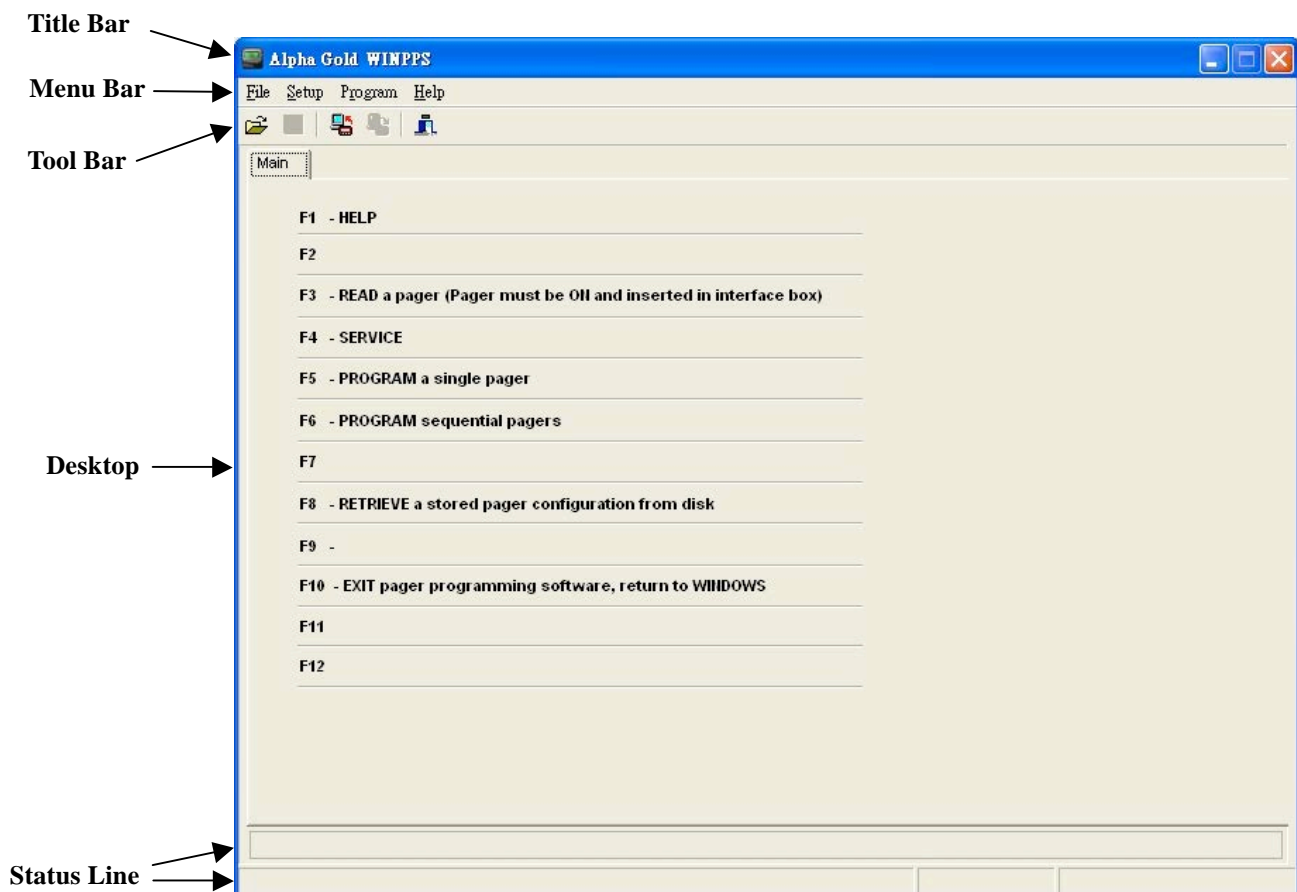 Title Bar
Alpha Gold WINPPS
Menu Bar
File Setup Program Help
Tool Bar
Main
F1 - HELP
F2
F3 - READ a pager (Pager must be ON and inserted in interface box)
F4 - SERVICE
F5 - PROGRAM a single pager
F6 - PROGRAM sequential pagers
Desktop
F7
F8 - RETRIEVE a stored pager configuration from disk
F9 -
F10 - EXIT pager programming software, return to WINDOWS
F11
F12
Status Line